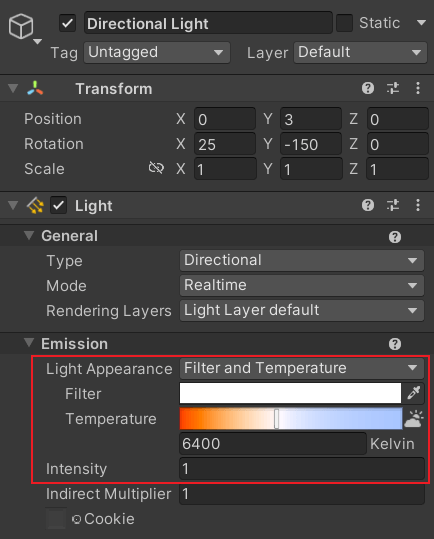 Directional Light Static
Tag Untagged Layer Default
Transform
Position X 0 Y 3 Z 0
Rotation X 25 Y -150 Z 0
Scale X 1 Y 1 Z 1
Light
General
Type Directional
Mode Realtime
Rendering Layers Light Layer default
Emission
Light Appearance Filter and Temperature
Filter
Temperature
6400 Kelvin
Intensity 1
Indirect Multiplier 1
Cookie